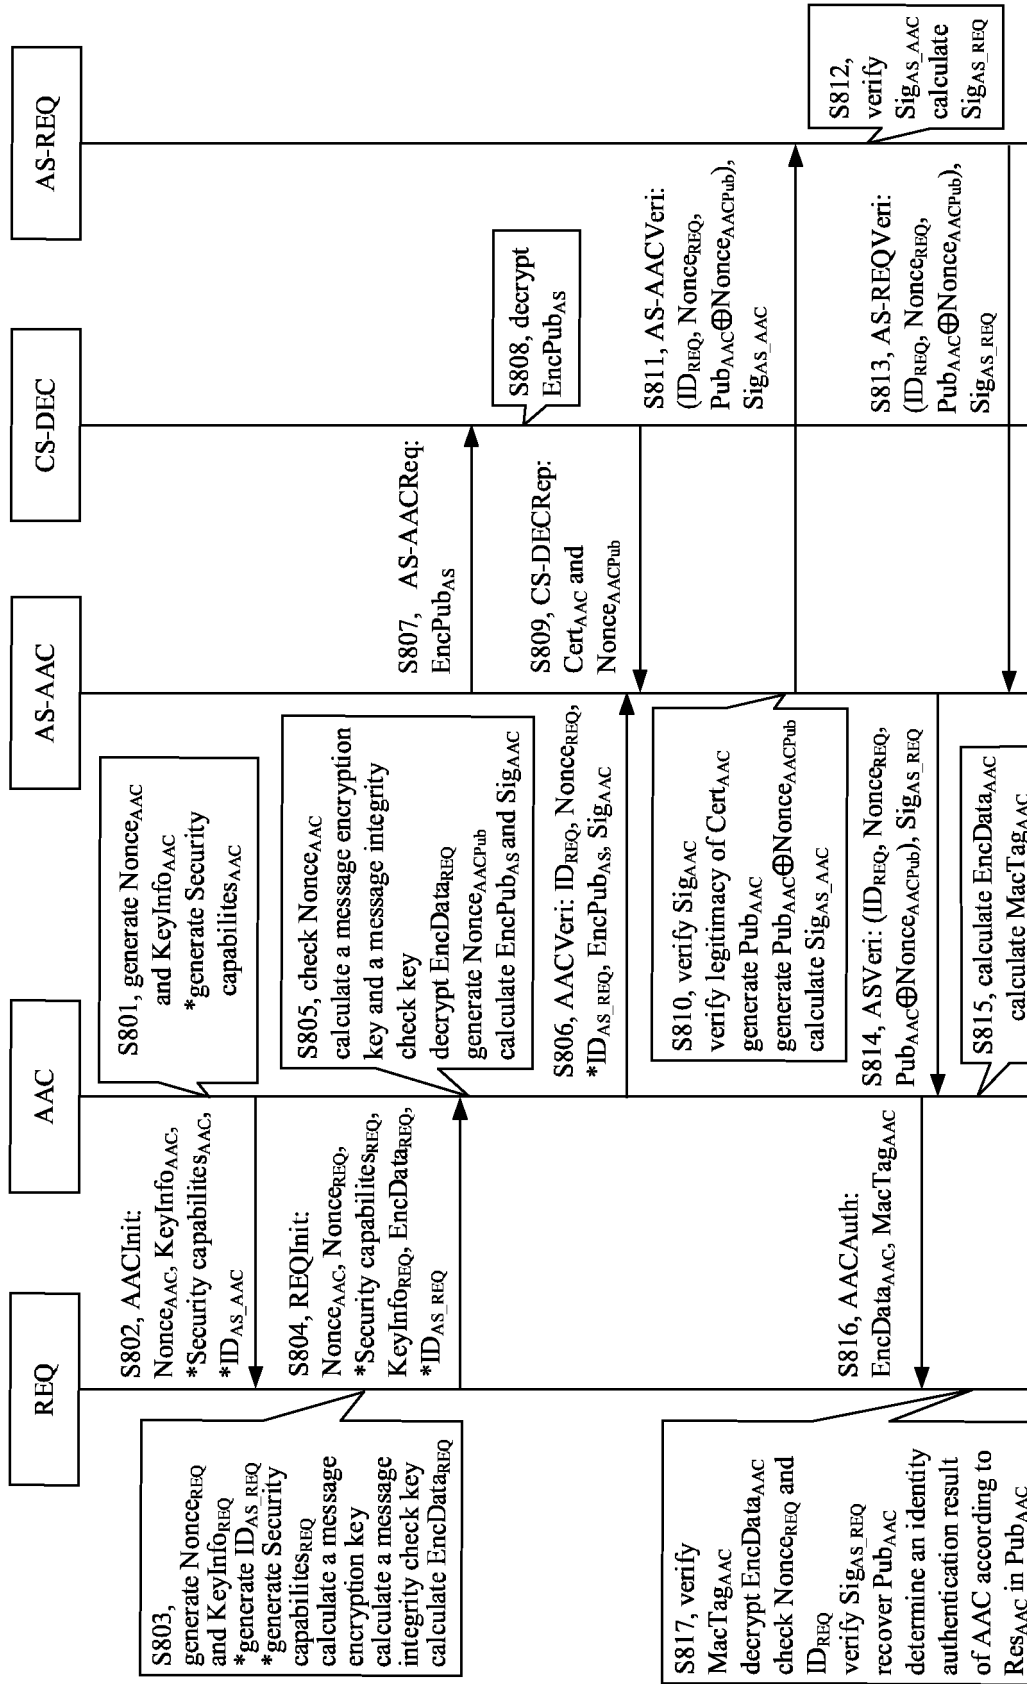 REQ
AAC
AS-AAC
CS-DEC
AS-REQ
S801, generate NonceAAC
and KeyInfoAAC
*generate Security
capabilitesAAC
S802, AACInit:
NonceAAC, KeyInfoAAC,
*Security capabilitesAAC,
*IDAS_AAC
S803,
generate NonceREQ
and KeyInfoREQ
*generate IDAS_REQ
*generate Security
capabilitesREQ
calculate a message
encryption key
calculate a message
integrity check key
calculate EncDataREQ
S804, REQInit:
NonceAAC, NonceREQ,
*Security capabilitesREQ,
KeyInfoREQ, EncDataREQ,
*IDAS_REQ
S805, check NonceAAC
calculate a message encryption
key and a message integrity
check key
decrypt EncDataREQ
generate NonceAACPub
calculate EncPubAS and SigAAC
S806, AACVeri: IDREQ, NonceREQ,
*IDAS_REQ, EncPubAS, SigAAC
S807, AS-AACReq:
EncPubAS
S808, decrypt
EncPubAS
S809, CS-DECRep:
CertAAC and
NonceAACPub
S810, verify SigAAC
verify legitimacy of CertAAC
generate PubAAC
generate PubAAC⊕NonceAACPub
calculate SigAS_AAC
S811, AS-AACVeri:
(IDREQ, NonceREQ,
PubAAC⊕NonceAACPub),
SigAS_AAC
S812,
verify
SigAS_AAC
calculate
SigAS_REQ
S813, AS-REQVeri:
(IDREQ, NonceREQ,
PubAAC⊕NonceAACPub),
SigAS_REQ
S814, ASVeri: (IDREQ, NonceREQ,
PubAAC⊕NonceAACPub), SigAS_REQ
S815, calculate EncDataAAC
calculate MacTagAAC
S816, AACAuth:
EncDataAAC, MacTagAAC
S817, verify
MacTagAAC
decrypt EncDataAAC
check NonceREQ and
IDREQ
verify SigAS_REQ
recover PubAAC
determine an identity
authentication result
of AAC according to
ResAAC in PubAAC